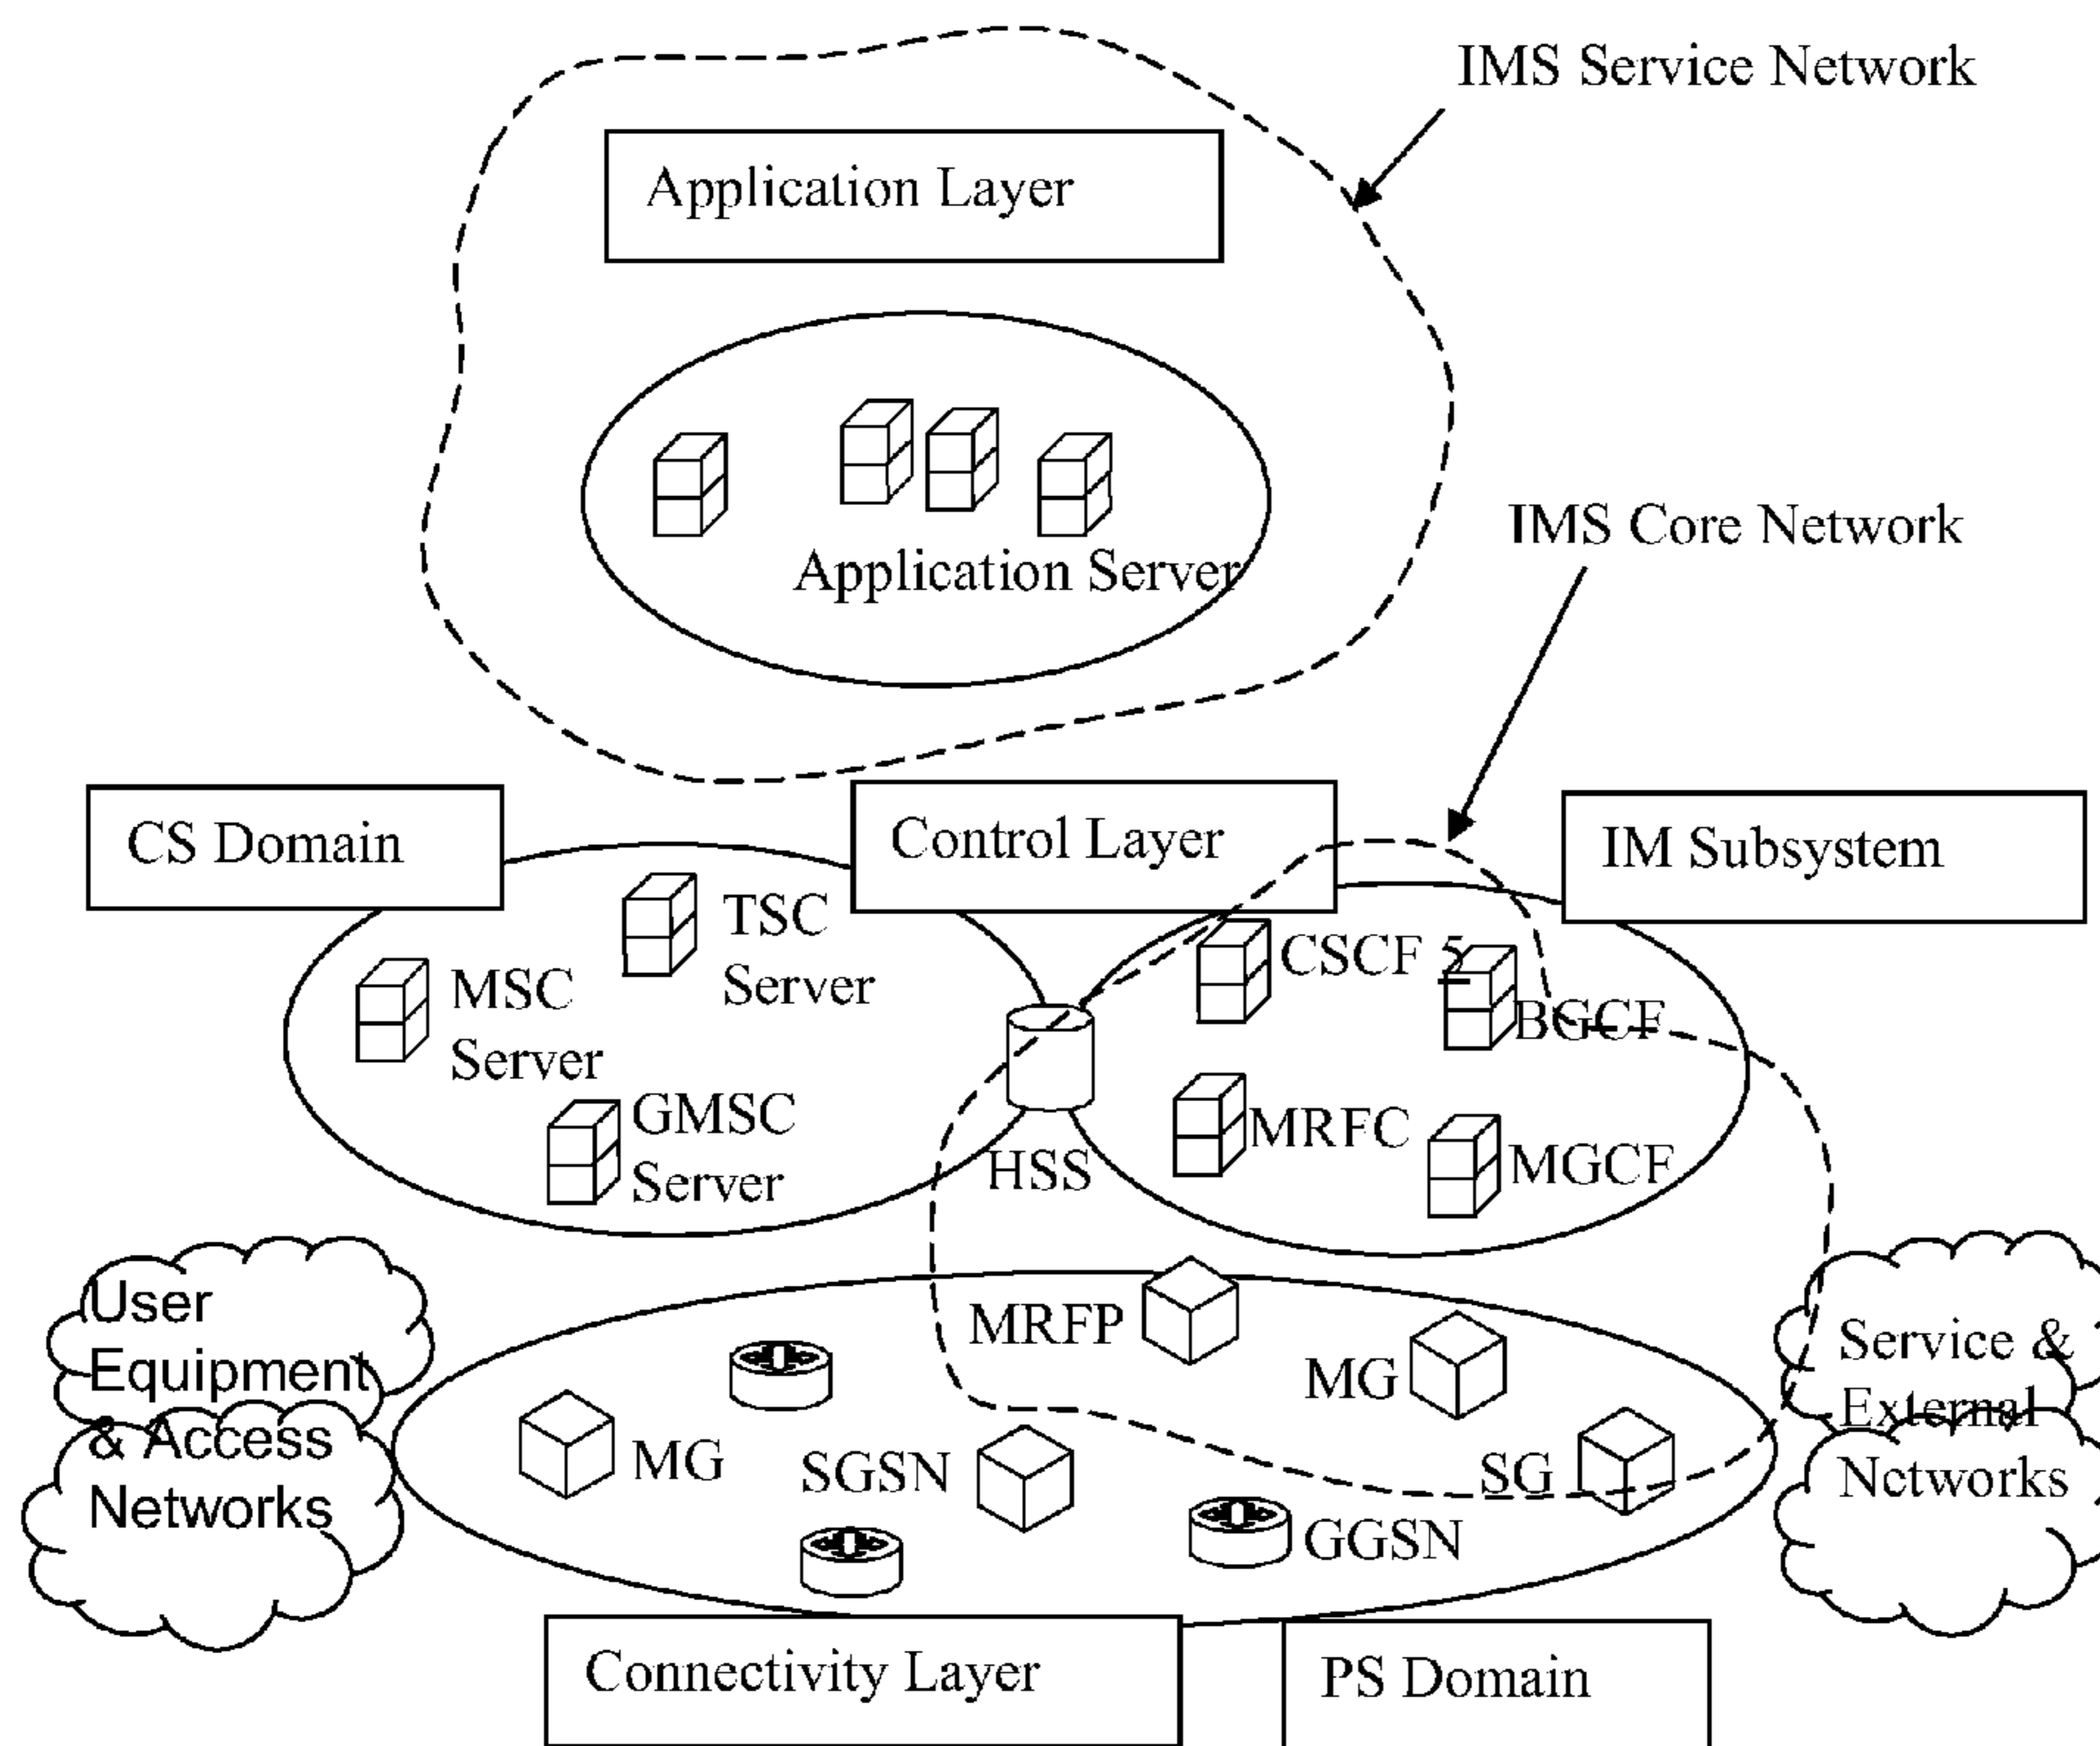 IMS Service Network
Application Layer
IMS Core Network
Application Server
CS Domain
Control Layer
IM Subsystem
TSC
Server
CSCF 5
MSC
Server
BGCF
GMSC
Server
MRFC
HSS
MGCF
User
Equipment
& Access
Networks
MRFP
MG
Service &
External
Networks
MG
SGSN
SG
GGSN
Connectivity Layer
PS Domain